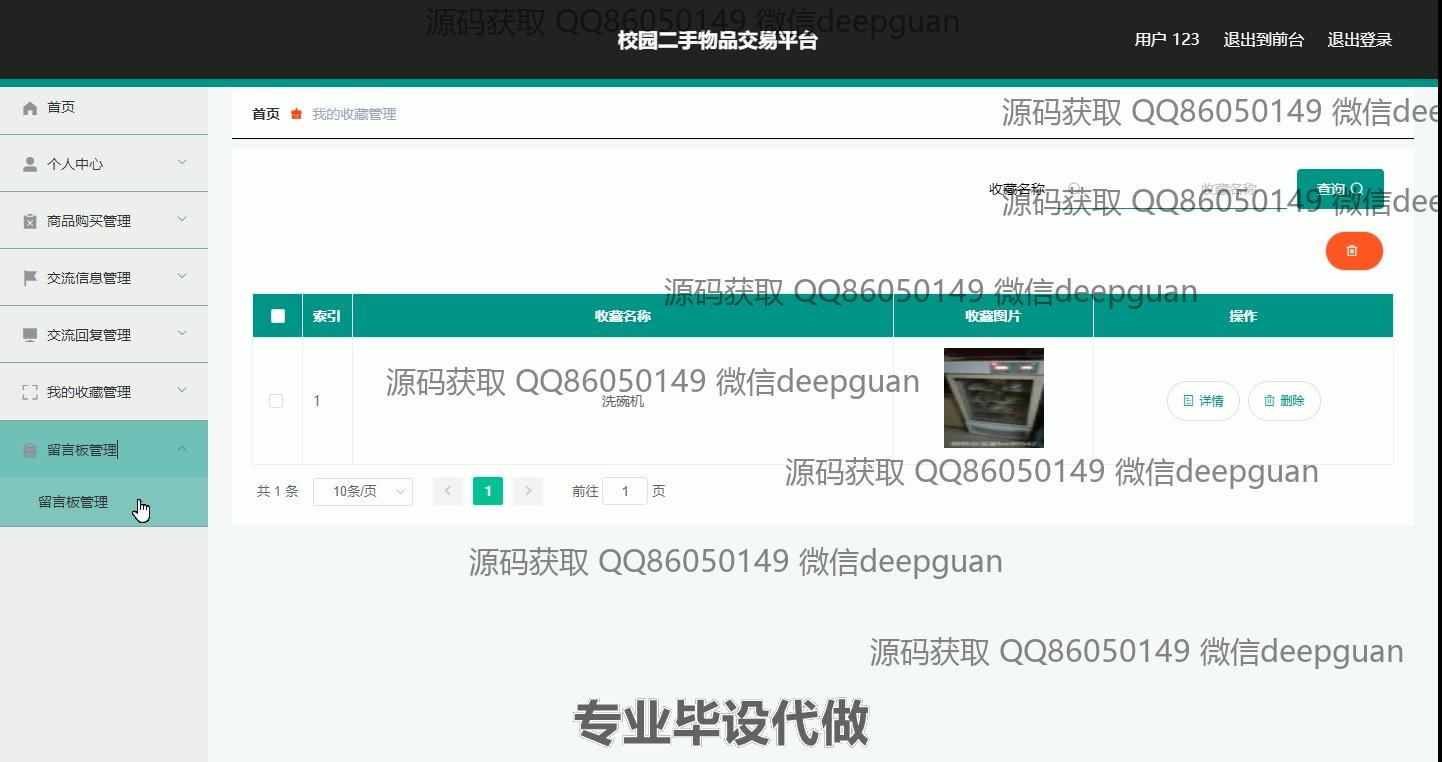 源码获取 QQ86050149 微信deepguan
校园二手物品交易平台
用户 123 退出到前台 退出登录
首页
个人中心
商品购买管理
交流信息管理
交流回复管理
我的收藏管理
留言板管理
留言板管理
首页 我的收藏管理
源码获取 QQ86050149 微信dee
收藏名称 收藏名称 查询
源码获取 QQ86050149 微信dee
源码获取 QQ86050149 微信deepguan
索引 收藏名称 收藏图片 操作
源码获取 QQ86050149 微信deepguan
1 洗碗机 详情 删除
源码获取 QQ86050149 微信deepguan
共 1 条 10条/页 1 前往 1 页
源码获取 QQ86050149 微信deepguan
源码获取 QQ86050149 微信deepguan
专业毕设代做